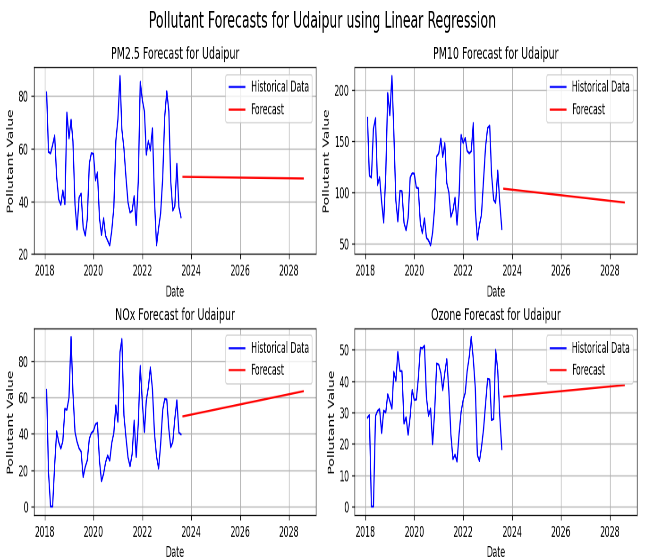 Pollutant Forecasts for Udaipur using Linear Regression
PM2.5 Forecast for Udaipur
Pollutant Value
80
60
40
20
Historical Data
Forecast
2018 2020 2022 2024 2026 2028
Date
PM10 Forecast for Udaipur
Pollutant Value
200
150
100
50
Historical Data
Forecast
2018 2020 2022 2024 2026 2028
Date
NOx Forecast for Udaipur
Pollutant Value
80
60
40
20
0
Historical Data
Forecast
2018 2020 2022 2024 2026 2028
Date
Ozone Forecast for Udaipur
Pollutant Value
50
40
30
20
10
0
Historical Data
Forecast
2018 2020 2022 2024 2026 2028
Date